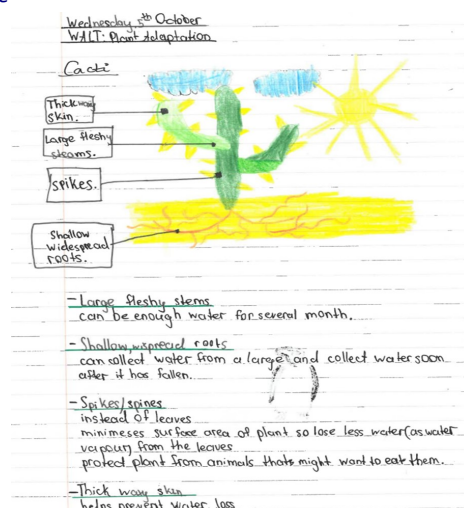 Wednesday 5th October
WALT: Plant Adaptation
Cacti
Thick waxy
skin.
Large fleshy
steams.
spikes.
Shallow
widespread
roots.
- Large fleshy stems
can be enough water for several month.
- Shallow, wispread roots
can collect water from a large and collect water soon
after it has fallen.
- Spikes/spines
instead of leaves
minimeses surface area of plant so lose less water (as water
vapour) from the leaves
protect plant from animals thats might want to eat them.
- Thick waxy skin
helps prevent water loss